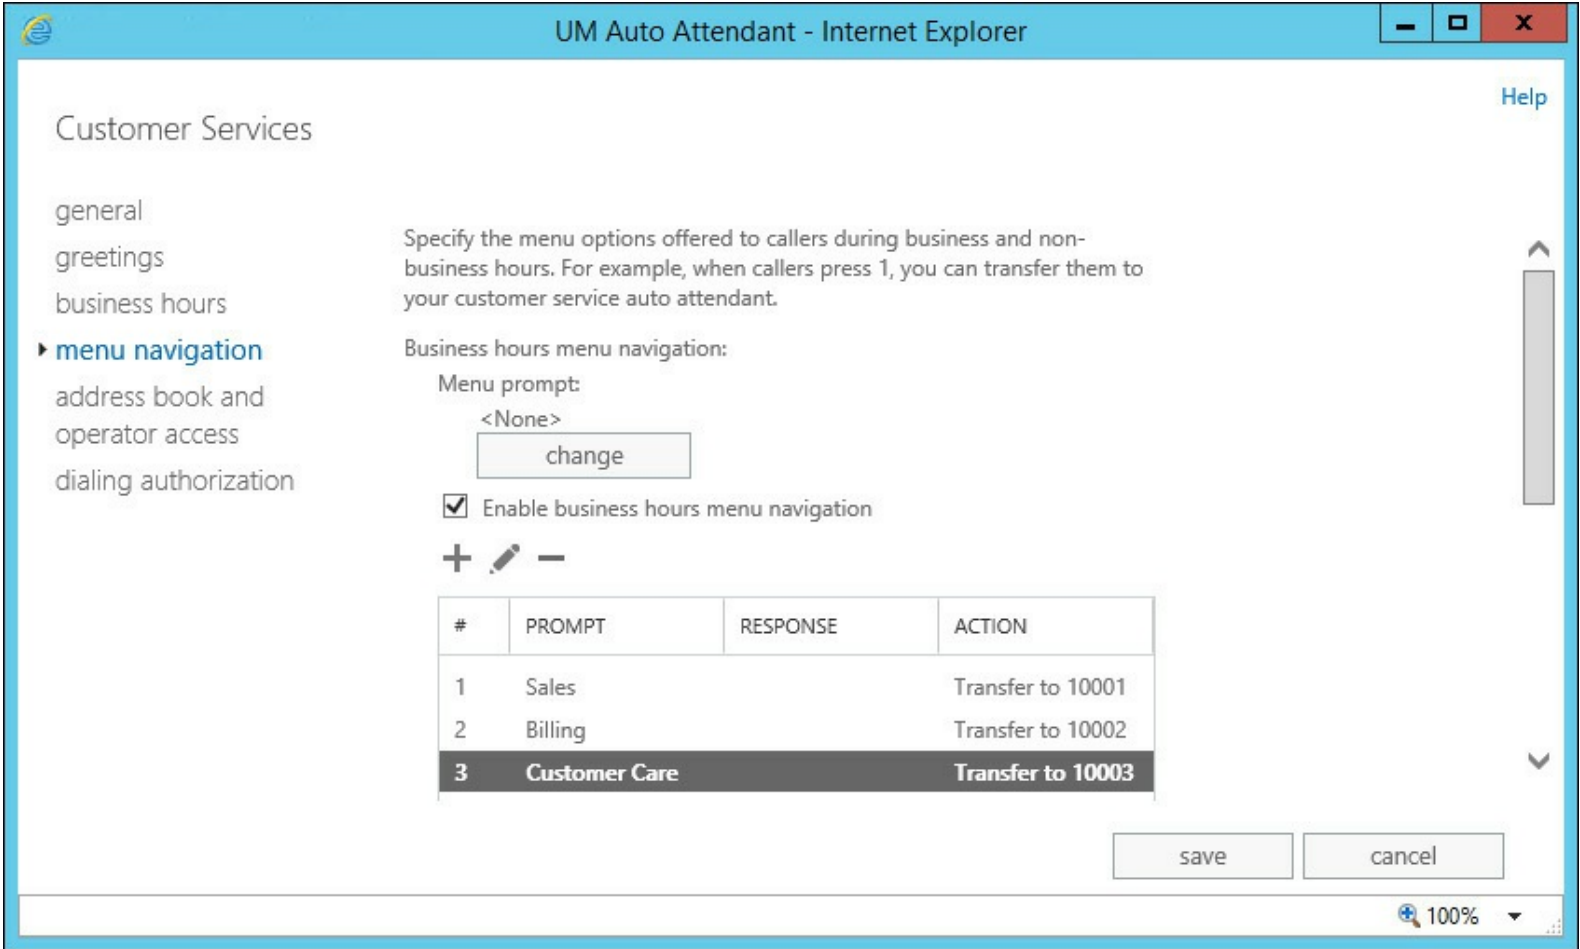 UM Auto Attendant - Internet Explorer
Help
Customer Services
general
greetings
business hours
menu navigation
address book and
operator access
dialing authorization
Specify the menu options offered to callers during business and non-
business hours. For example, when callers press 1, you can transfer them to
your customer service auto attendant.
Business hours menu navigation:
Menu prompt:
<None>
change
Enable business hours menu navigation
# PROMPT RESPONSE ACTION
1 Sales Transfer to 10001
2 Billing Transfer to 10002
3 Customer Care Transfer to 10003
save cancel
100%